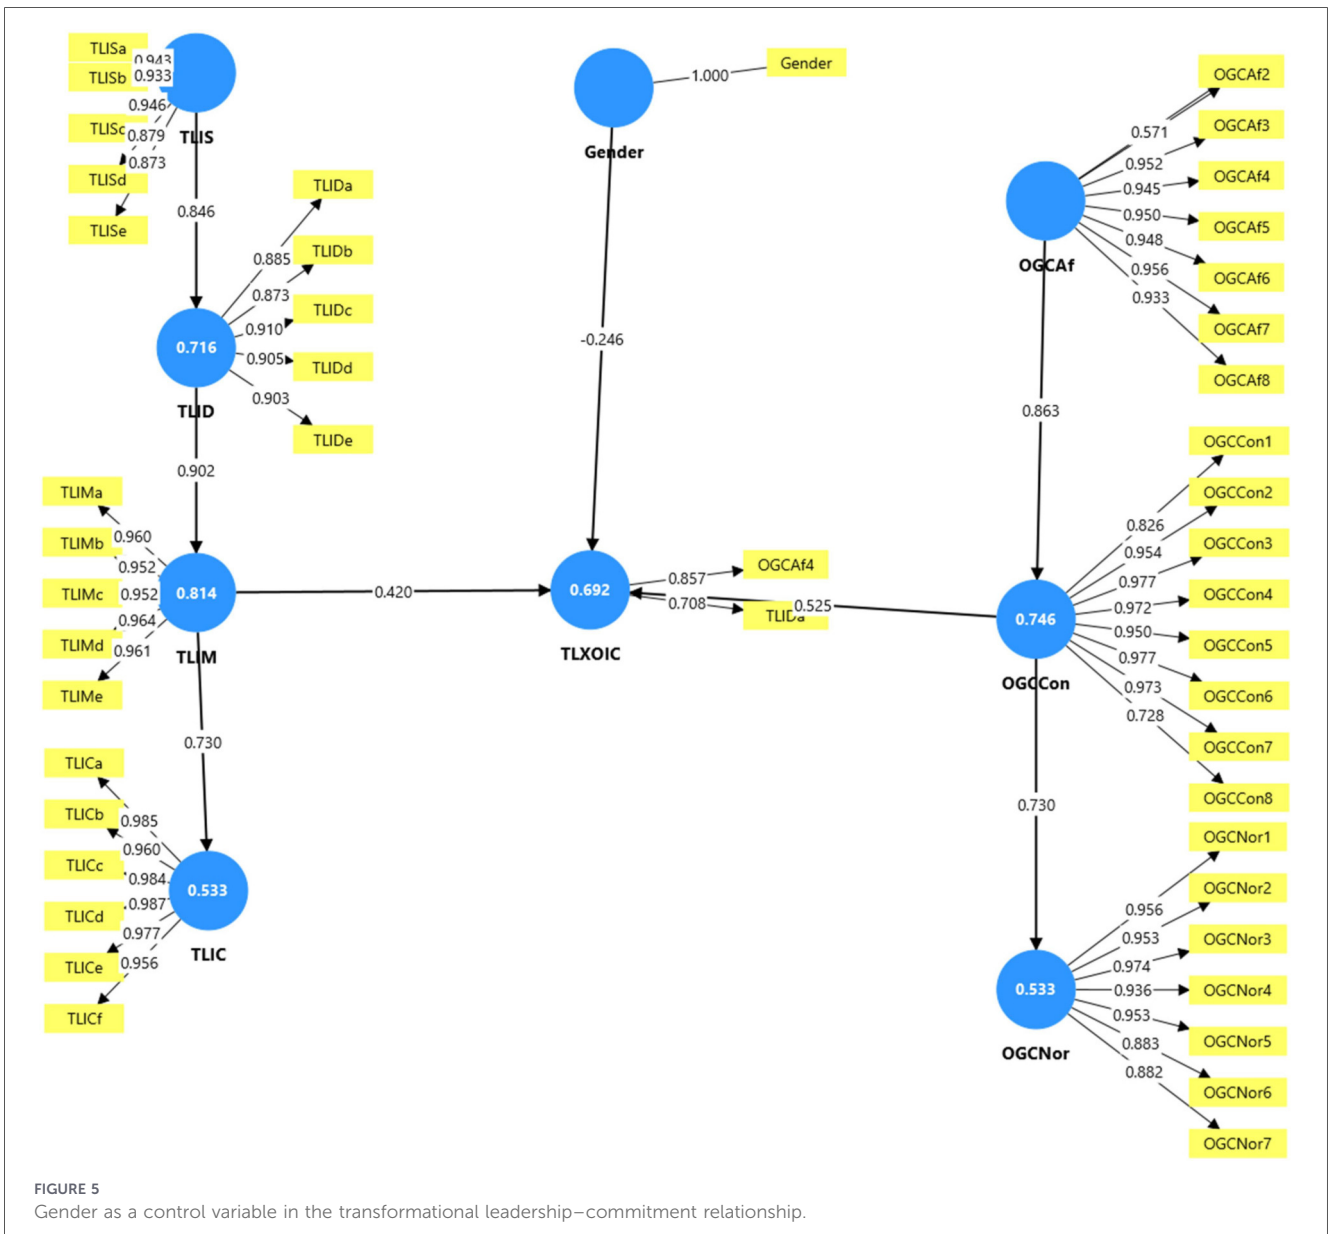 TLISa
0.943
TLISb
0.933
0.946
TLISc
0.879
TLIS
0.873
TLISd
TLISe
0.846
TLIDa
0.885
TLIDb
0.873
TLIDc
0.910
0.716
0.905
TLIDd
0.903
TLID
TLIDe
0.902
TLIMa
0.960
TLIMb
0.952
TLIMc
0.952
0.814
0.964
TLIMd
0.961
TLIM
TLIMe
0.730
TLICa
TLICb
0.985
0.960
TLICc
0.984
0.533
0.987
TLICd
0.977
TLIC
TLICe
0.956
TLICf
Gender
1.000
Gender
-0.246
0.420
0.692
TLXOIC
0.857
OGCAf4
0.708
TLIDa
0.525
OGCAf2
0.571
OGCAf3
0.952
OGCAf4
0.945
0.950
OGCAf5
0.948
OGCAf
OGCAf6
0.956
0.933
OGCAf7
OGCAf8
0.863
OGCCon1
OGCCon2
0.826
OGCCon3
0.954
0.977
OGCCon4
0.972
0.746
0.950
OGCCon5
0.977
OGCCon
OGCCon6
0.973
0.728
OGCCon7
OGCCon8
0.730
OGCNor1
OGCNor2
0.956
OGCNor3
0.953
0.974
0.533
0.936
OGCNor4
0.953
OGCNor5
0.883
OGCNor
0.882
OGCNor6
OGCNor7
FIGURE 5
Gender as a control variable in the transformational leadership–commitment relationship.